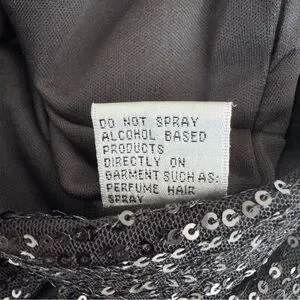 DO NOT SPRAY
ALCOHOL BASED
PRODUCTS
DIRECTLY ON
GARMENT SUCH AS:
PERFUME HAIR
SPRAY